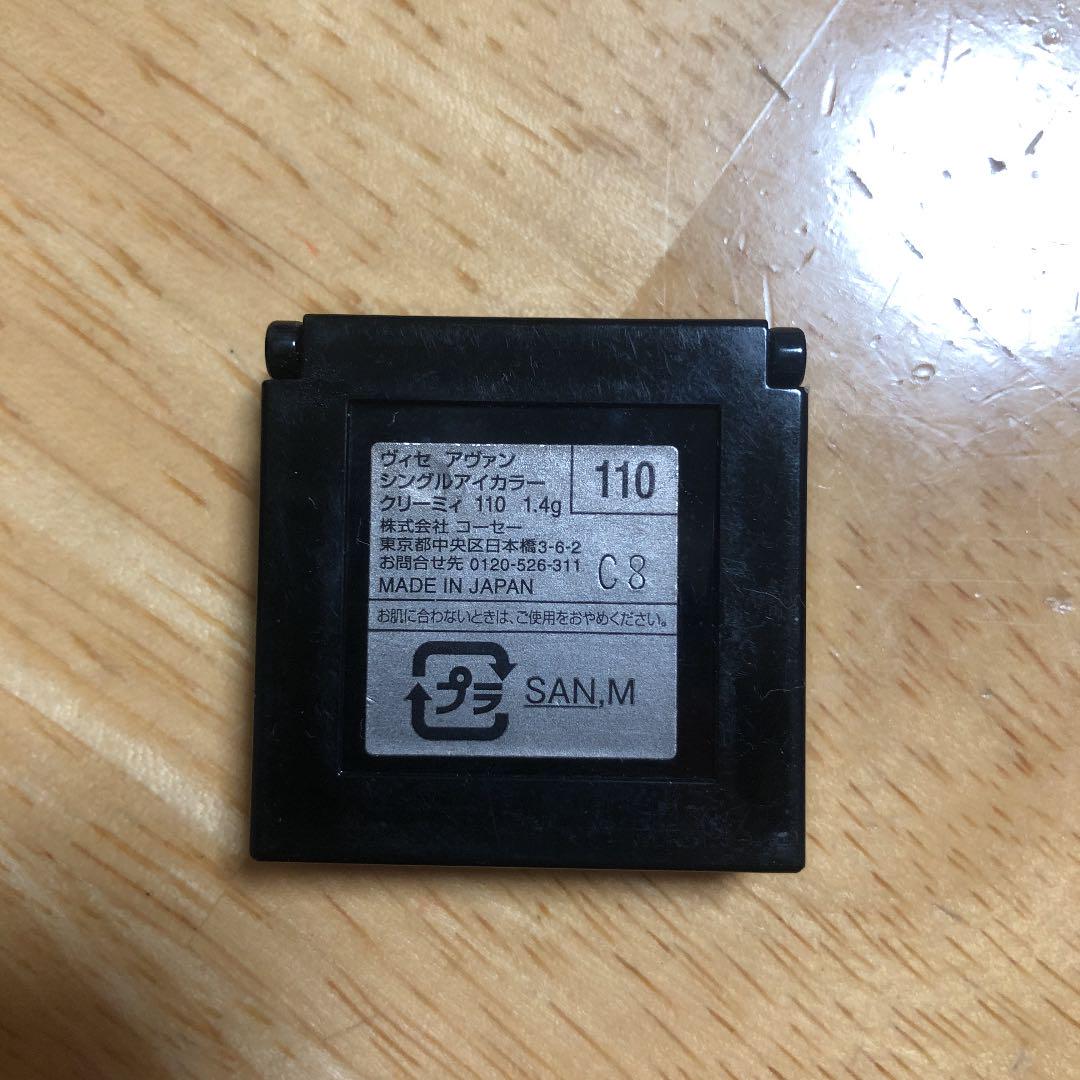 ヴィセ アヴァン
シングルアイカラー
クリーミィ 110 1.4g
110
株式会社 コーセー
東京都中央区日本橋3-6-2
お問合せ先 0120-526-311
C8
MADE IN JAPAN
お肌に合わないときは、ご使用をおやめください。
プラ
SAN,M